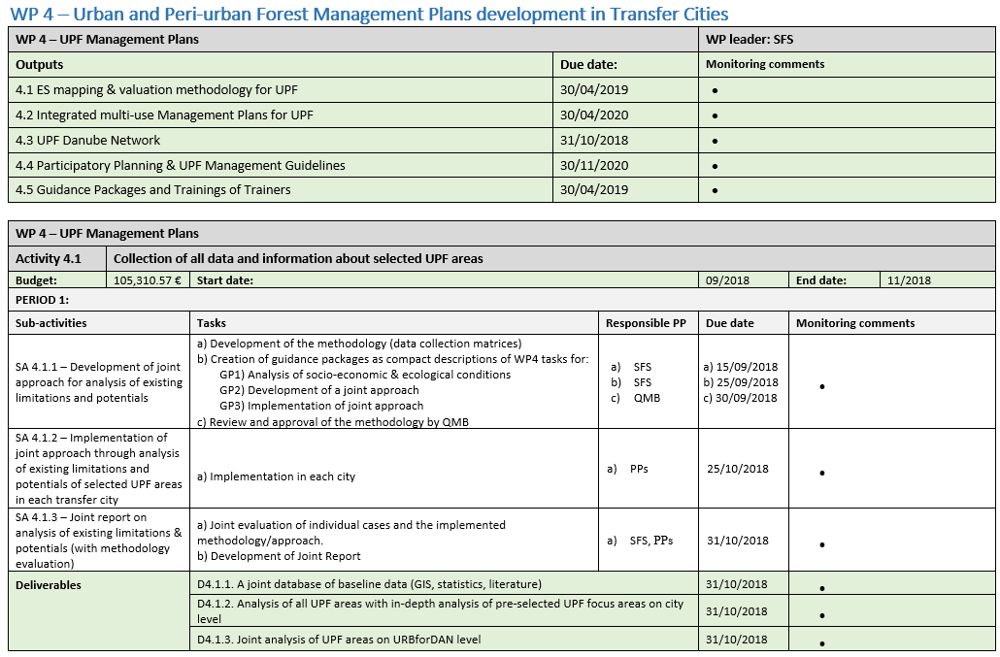 WP 4 – Urban and Peri-urban Forest Management Plans development in Transfer Cities
WP 4 – UPF Management Plans WP leader: SFS
Outputs Due date: Monitoring comments
4.1 ES mapping & valuation methodology for UPF 30/04/2019 •
4.2 Integrated multi-use Management Plans for UPF 30/04/2020 •
4.3 UPF Danube Network 31/10/2018 •
4.4 Participatory Planning & UPF Management Guidelines 30/11/2020 •
4.5 Guidance Packages and Trainings of Trainers 30/04/2019 •
WP 4 – UPF Management Plans
Activity 4.1 Collection of all data and information about selected UPF areas
Budget: 105,310.57 € Start date: 09/2018 End date: 11/2018
PERIOD 1:
Sub-activities Tasks Responsible PP Due date Monitoring comments
SA 4.1.1 – Development of joint
approach for analysis of existing
limitations and potentials
a) Development of the methodology (data collection matrices)
b) Creation of guidance packages as compact descriptions of WP4 tasks for:
GP1) Analysis of socio-economic & ecological conditions
GP2) Development of a joint approach
GP3) Implementation of joint approach
c) Review and approval of the methodology by QMB
a) SFS
b) SFS
c) QMB
a) 15/09/2018
b) 25/09/2018
c) 30/09/2018
•
SA 4.1.2 – Implementation of
joint approach through analysis
of existing limitations and
potentials of selected UPF areas
in each transfer city
a) Implementation in each city
a) PPs
25/10/2018
•
SA 4.1.3 – Joint report on
analysis of existing limitations &
potentials (with methodology
evaluation)
a) Joint evaluation of individual cases and the implemented
methodology/approach.
b) Development of Joint Report
a) SFS, PPs
31/10/2018
•
Deliverables
D4.1.1. A joint database of baseline data (GIS, statistics, literature) 31/10/2018 •
D4.1.2. Analysis of all UPF areas with in-depth analysis of pre-selected UPF focus areas on city
level
31/10/2018 •
D4.1.3. Joint analysis of UPF areas on URBforDAN level 31/10/2018 •